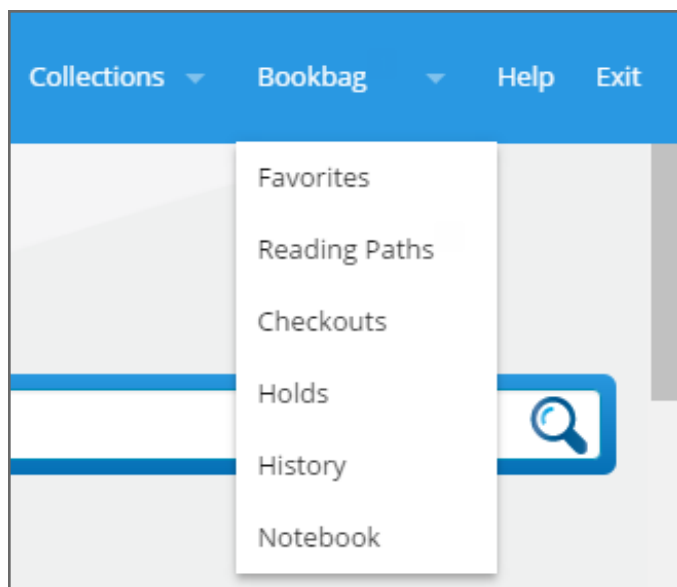 Collections Bookbag Help Exit
Favorites
Reading Paths
Checkouts
Holds
History
Notebook